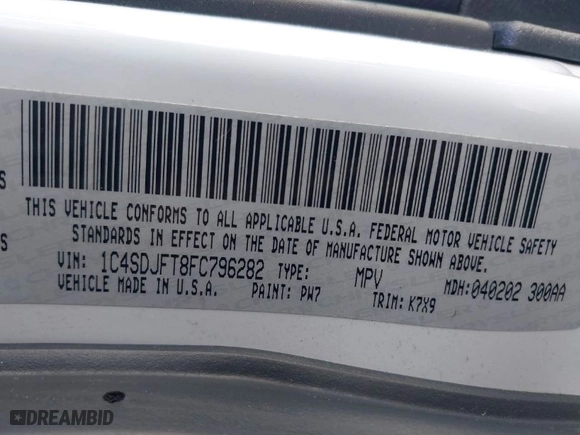 S
THIS VEHICLE CONFORMS TO ALL APPLICABLE U.S.A. FEDERAL MOTOR VEHICLE SAFETY
STANDARDS IN EFFECT ON THE DATE OF MANUFACTURE SHOWN ABOVE.
S
VIN: 1C4SDJFT8FC796282 TYPE: MPV MDH:040202 300AA
VEHICLE MADE IN U.S.A. PAINT: PW7 TRIM: K7X9
DREAMBID